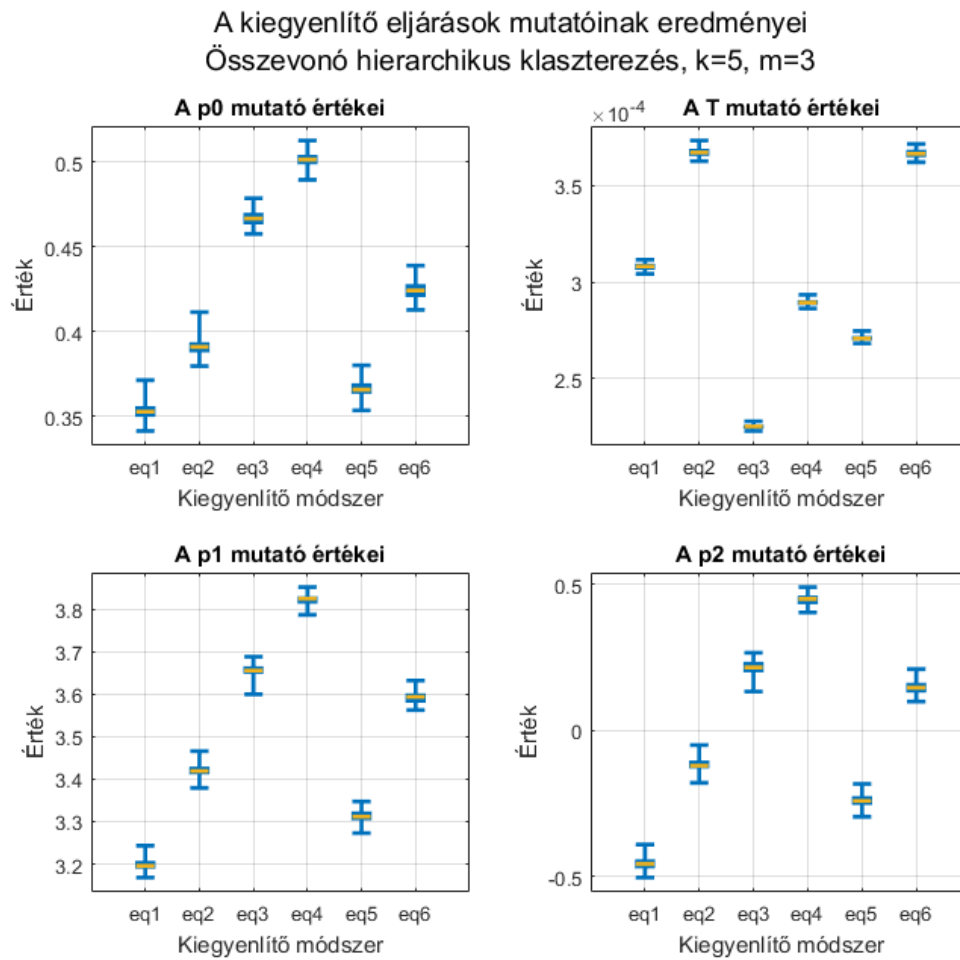 A kiegyenlítő eljárások mutatóinak eredményei
Összevonó hierarchikus klaszterezés, k=5, m=3
A p0 mutató értékei
0.5
0.45
0.4
0.35
Érték
eq1 eq2 eq3 eq4 eq5 eq6
Kiegyenlítő módszer
A T mutató értékei
×10-4
3.5
3
2.5
Érték
eq1 eq2 eq3 eq4 eq5 eq6
Kiegyenlítő módszer
A p1 mutató értékei
3.8
3.7
3.6
3.5
3.4
3.3
3.2
Érték
eq1 eq2 eq3 eq4 eq5 eq6
Kiegyenlítő módszer
A p2 mutató értékei
0.5
0
-0.5
Érték
eq1 eq2 eq3 eq4 eq5 eq6
Kiegyenlítő módszer